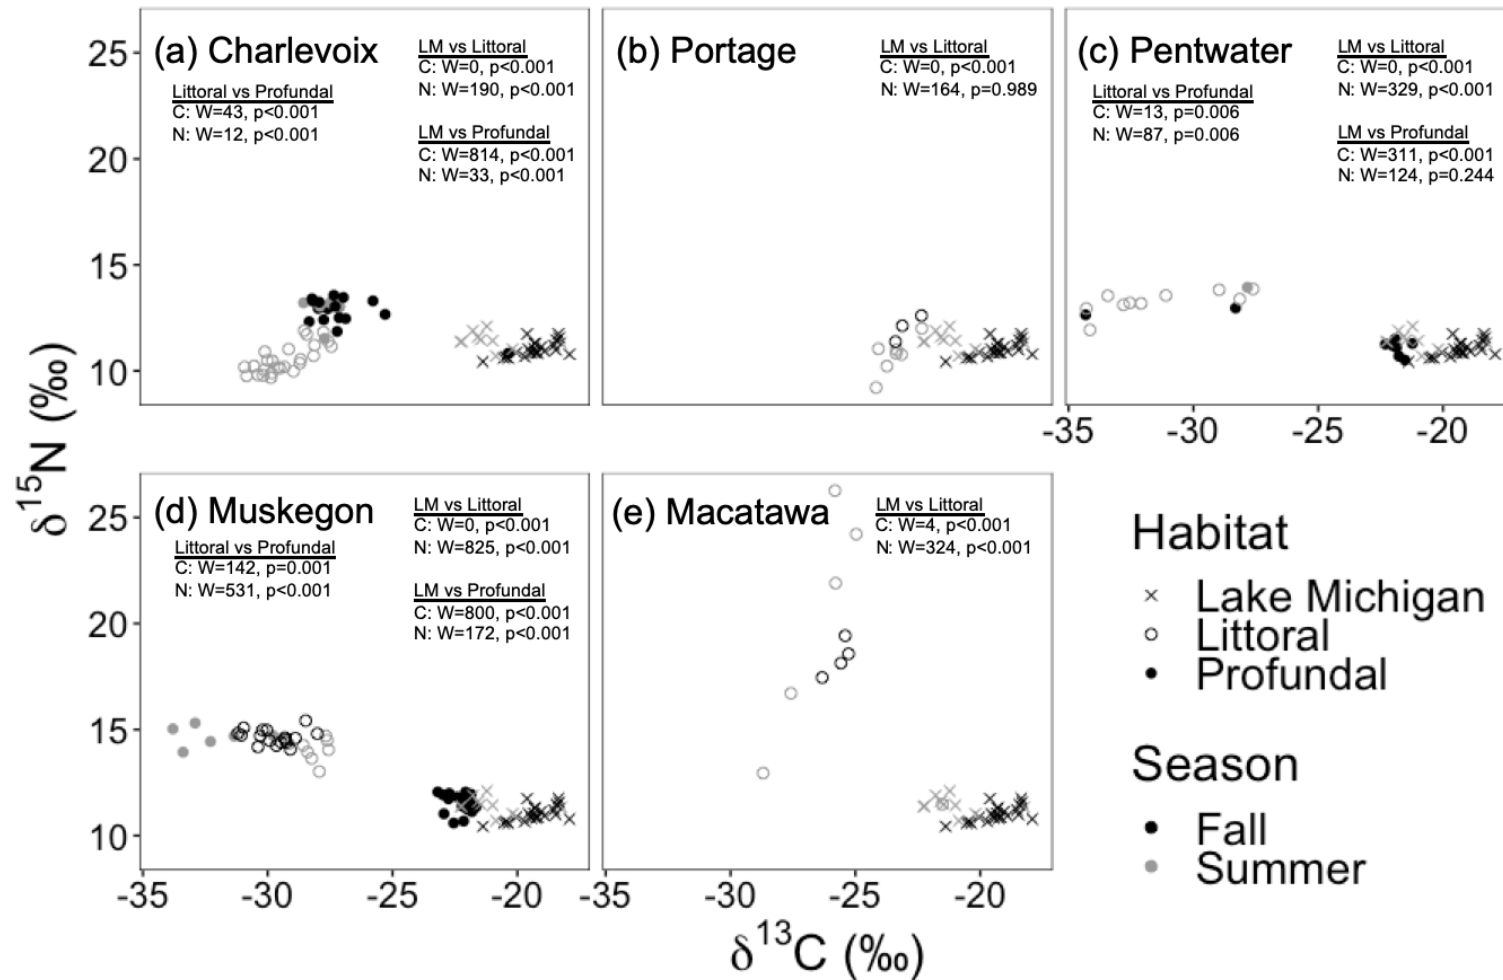 25
20
15
10
(a) Charlevoix
LM vs Littoral
C: W=0, p<0.001
N: W=190, p<0.001
Littoral vs Profundal
C: W=43, p<0.001
N: W=12, p<0.001
LM vs Profundal
C: W=814, p<0.001
N: W=33, p<0.001
(b) Portage
LM vs Littoral
C: W=0, p<0.001
N: W=164, p=0.989
(c) Pentwater
LM vs Littoral
C: W=0, p<0.001
N: W=329, p<0.001
Littoral vs Profundal
C: W=13, p=0.006
N: W=87, p=0.006
LM vs Profundal
C: W=311, p<0.001
N: W=124, p=0.244
-35 -30 -25 -20
δ15N (‰)
25
20
15
10
(d) Muskegon
LM vs Littoral
C: W=0, p<0.001
N: W=825, p<0.001
Littoral vs Profundal
C: W=142, p=0.001
N: W=531, p<0.001
LM vs Profundal
C: W=800, p<0.001
N: W=172, p<0.001
(e) Macatawa
LM vs Littoral
C: W=4, p<0.001
N: W=324, p<0.001
-35 -30 -25 -20 -35 -30 -25 -20
δ13C (‰)
Habitat
Lake Michigan
Littoral
Profundal
Season
Fall
Summer